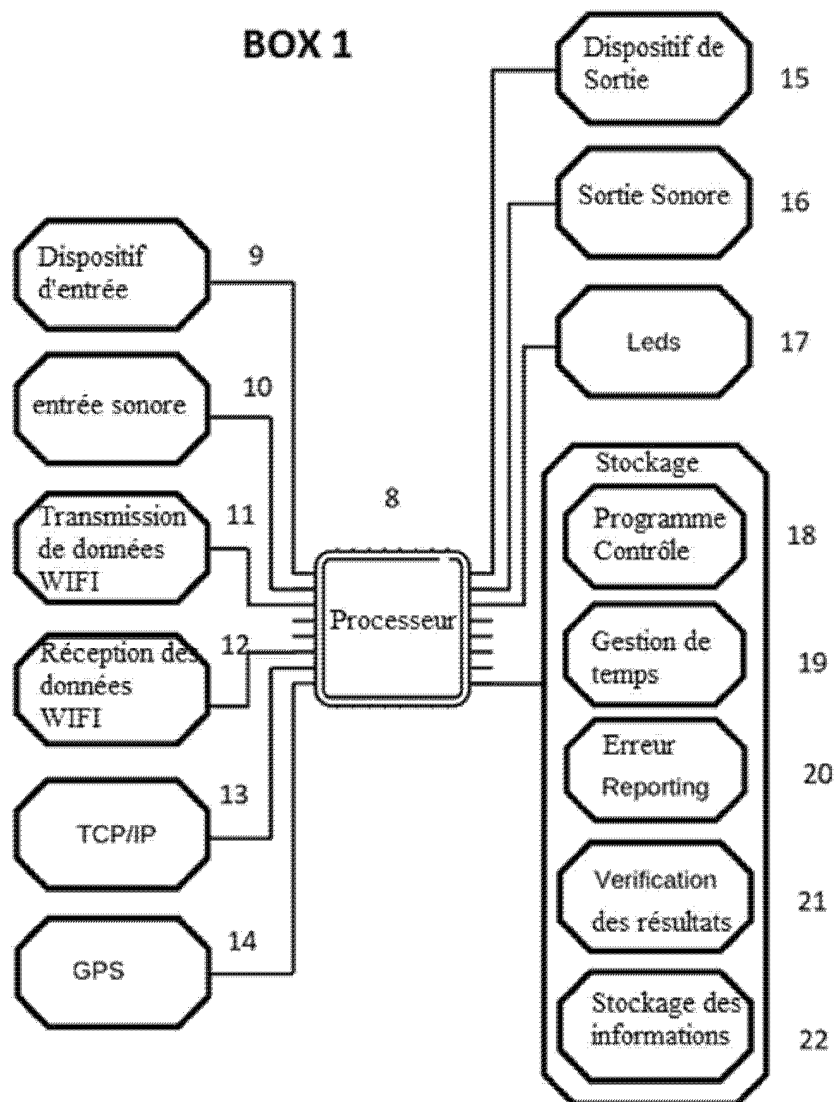 BOX 1
Dispositif
d'entrée
9
entrée sonore
10
Transmission
de données
WIFI
11
Réception des
données
WIFI
12
TCP/IP
13
GPS
14
8
Processeur
Dispositif de
Sortie
15
Sortie Sonore
16
Leds
17
Stockage
Programme
Contrôle
18
Gestion de
temps
19
Erreur
Reporting
20
Verification
des résultats
21
Stockage des
informations
22